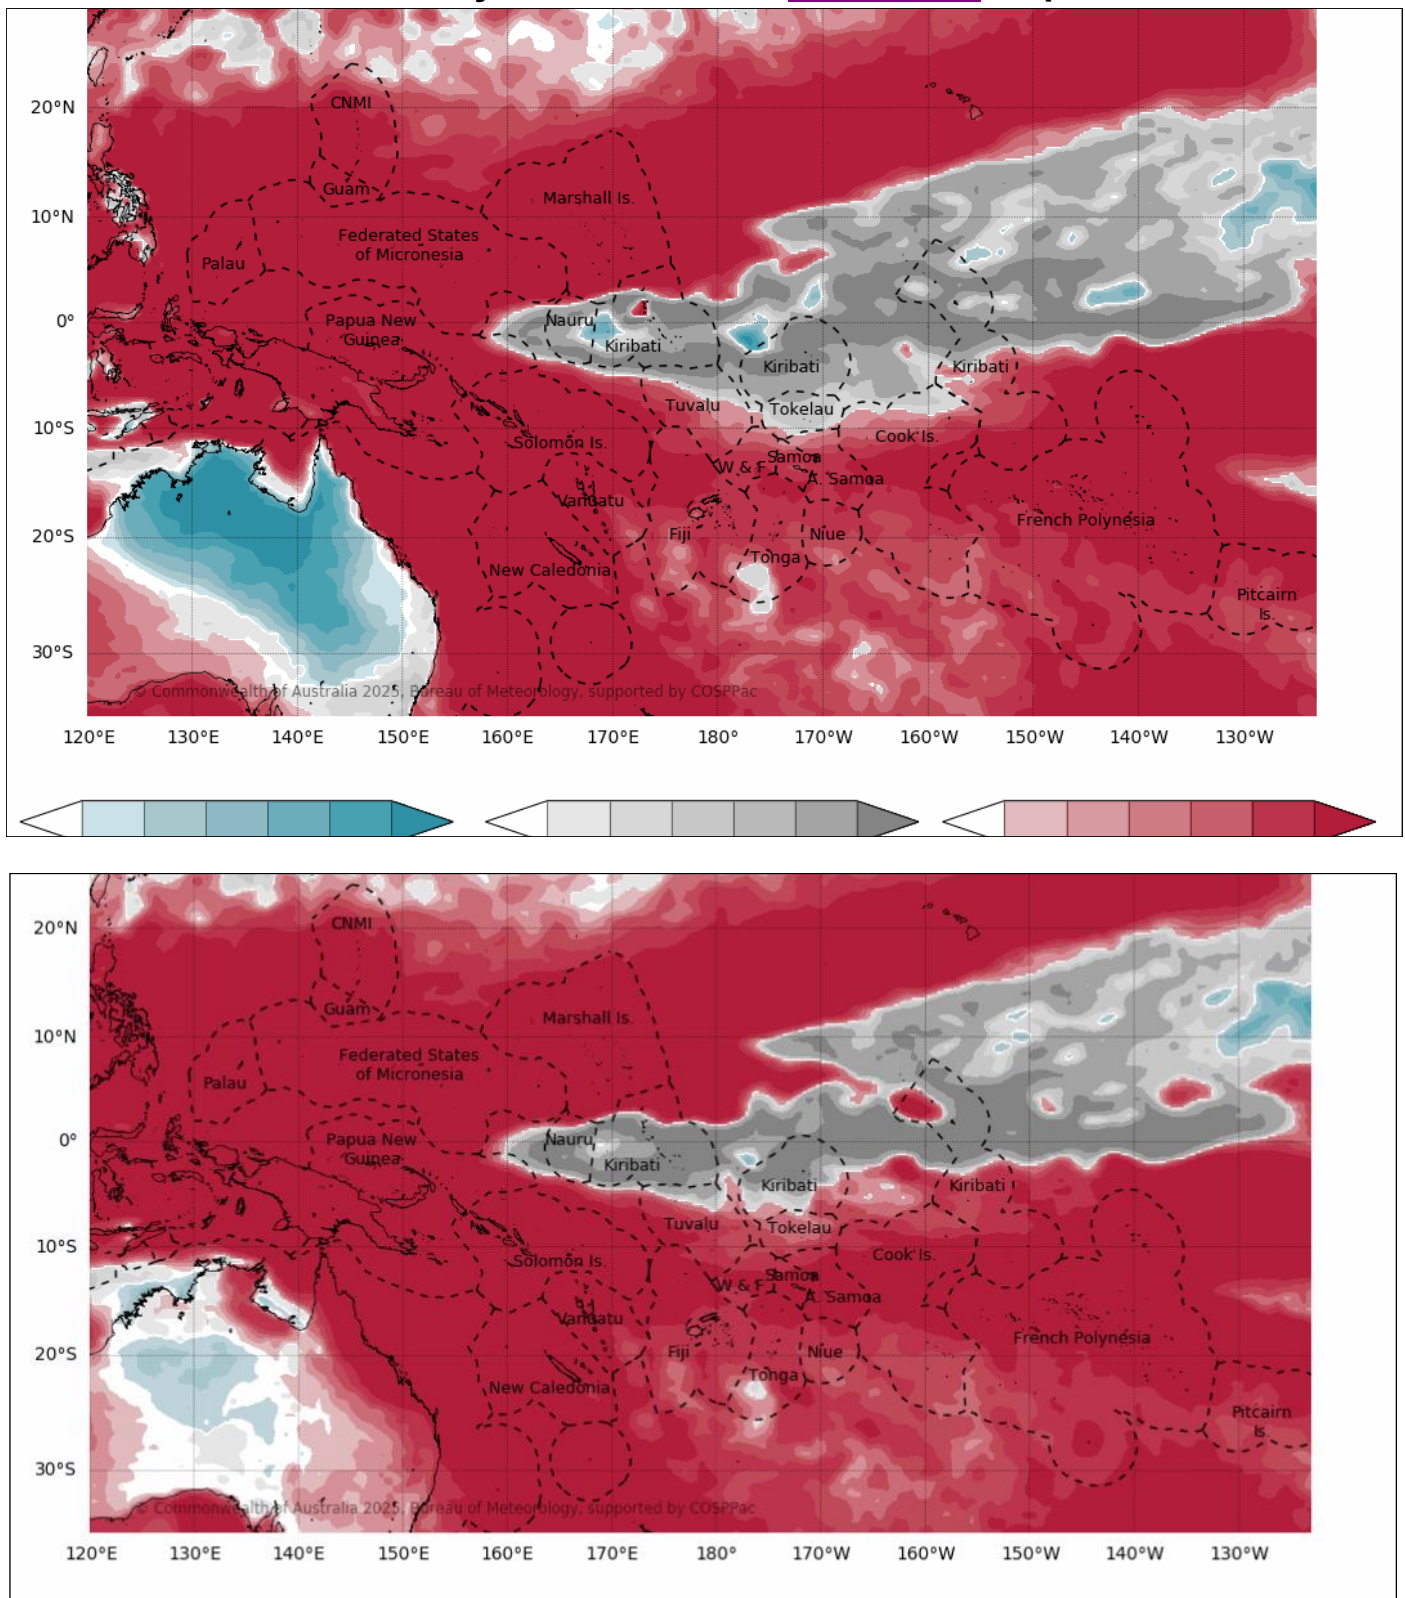 20°N
CNMI
Guam
Marshall Is.
10°N
Federated States
of Micronesia
Palau
0°
Papua New
Guinea
Nauru
Kiribati
Kiribati
Kiribati
Tuvalu
Tokelau
10°S
Solomon Is.
Cook Is.
W & F
Samoa
A. Samoa
Vanuatu
French Polynesia
20°S
Fiji
Niue
Tonga
New Caledonia
Pitcairn
Is.
30°S
© Commonwealth of Australia 2025, Bureau of Meteorology, supported by COSPPac
120°E 130°E 140°E 150°E 160°E 170°E 180° 170°W 160°W 150°W 140°W 130°W
20°N
CNMI
Guam
Marshall Is.
10°N
Federated States
of Micronesia
Palau
0°
Papua New
Guinea
Nauru
Kiribati
Kiribati
Kiribati
Tuvalu
Tokelau
10°S
Solomon Is.
Cook Is.
W & F
Samoa
A. Samoa
Vanuatu
French Polynesia
20°S
Fiji
Niue
Tonga
New Caledonia
Pitcairn
Is.
30°S
© Commonwealth of Australia 2025, Bureau of Meteorology, supported by COSPPac
120°E 130°E 140°E 150°E 160°E 170°E 180° 170°W 160°W 150°W 140°W 130°W